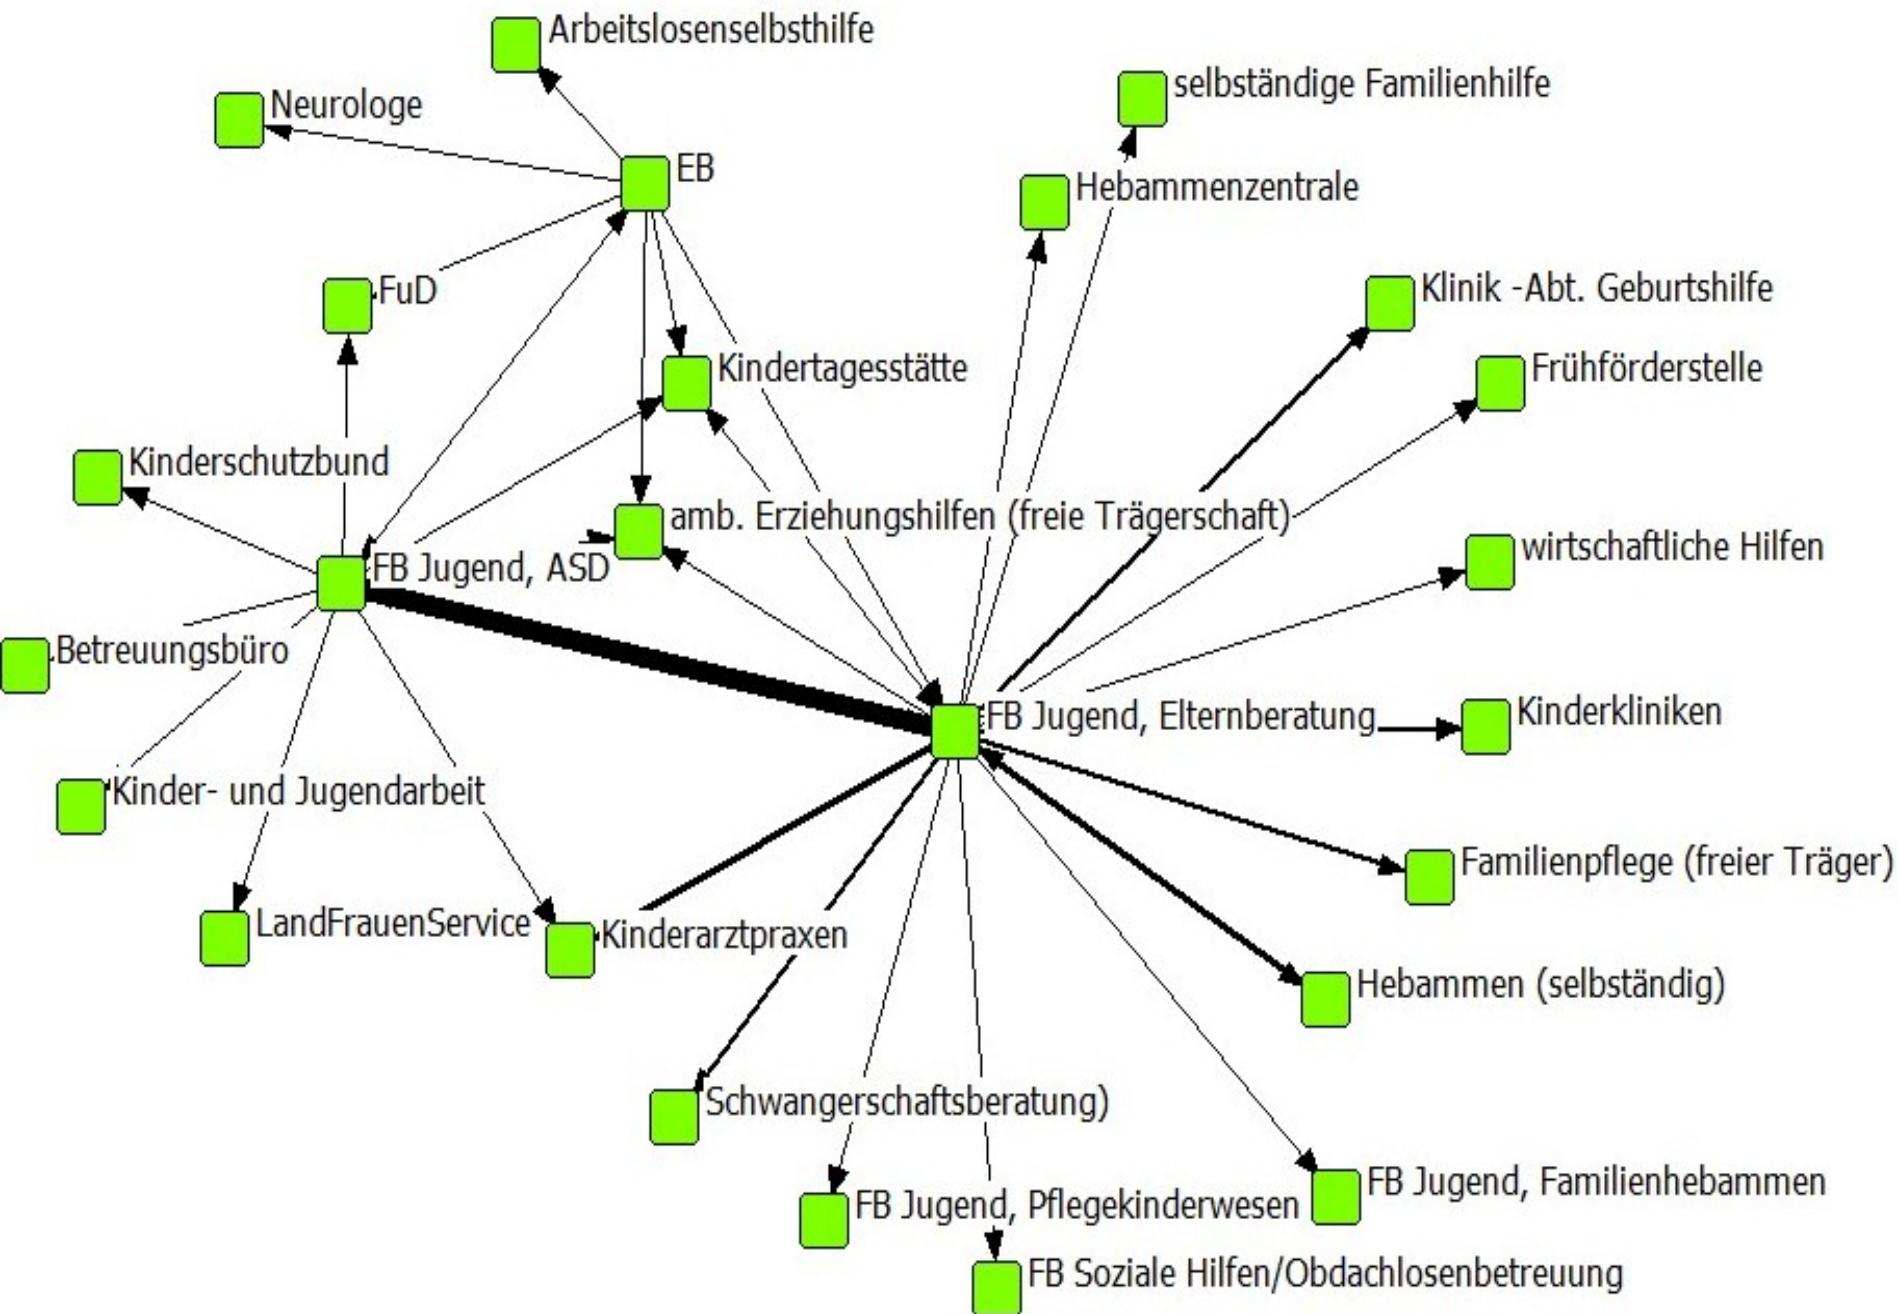 Arbeitslosenselbsthilfe
selbständige Familienhilfe
Neurologe
EB
Hebammenzentrale
FuD
Klinik -Abt. Geburtshilfe
Kindertagesstätte
Frühförderstelle
Kinderschutzbund
amb. Erziehungshilfen (freie Trägerschaft)
wirtschaftliche Hilfen
FB Jugend, ASD
Betreuungsbüro
FB Jugend, Elternberatung
Kinderkliniken
Kinder- und Jugendarbeit
Familienpflege (freier Träger)
LandFrauenService
Kinderarztpraxen
Hebammen (selbständig)
Schwangerschaftsberatung)
FB Jugend, Familienhebammen
FB Jugend, Pflegekinderwesen
FB Soziale Hilfen/Obdachlosenbetreuung